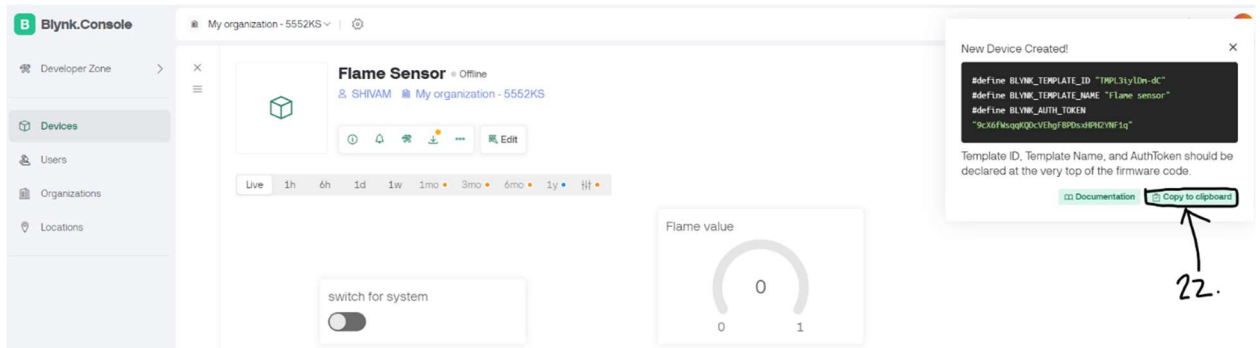 B Blynk.Console
My organization - 5552KS
Developer Zone
Devices
Users
Organizations
Locations
Flame Sensor Offline
SHIVAM My organization - 5552KS
Edit
Live 1h 6h 1d 1w 1mo 3mo 6mo 1y
switch for system
Flame value
0
0 1
New Device Created!
#define BLYNK_TEMPLATE_ID "TMPL3iylDm-dC"
#define BLYNK_TEMPLATE_NAME "Flame sensor"
#define BLYNK_AUTH_TOKEN
"9cX6fWsqqKQDcVEhgFBPDsxHPH2YNF1q"
Template ID, Template Name, and AuthToken should be
declared at the very top of the firmware code.
Documentation Copy to clipboard
22.